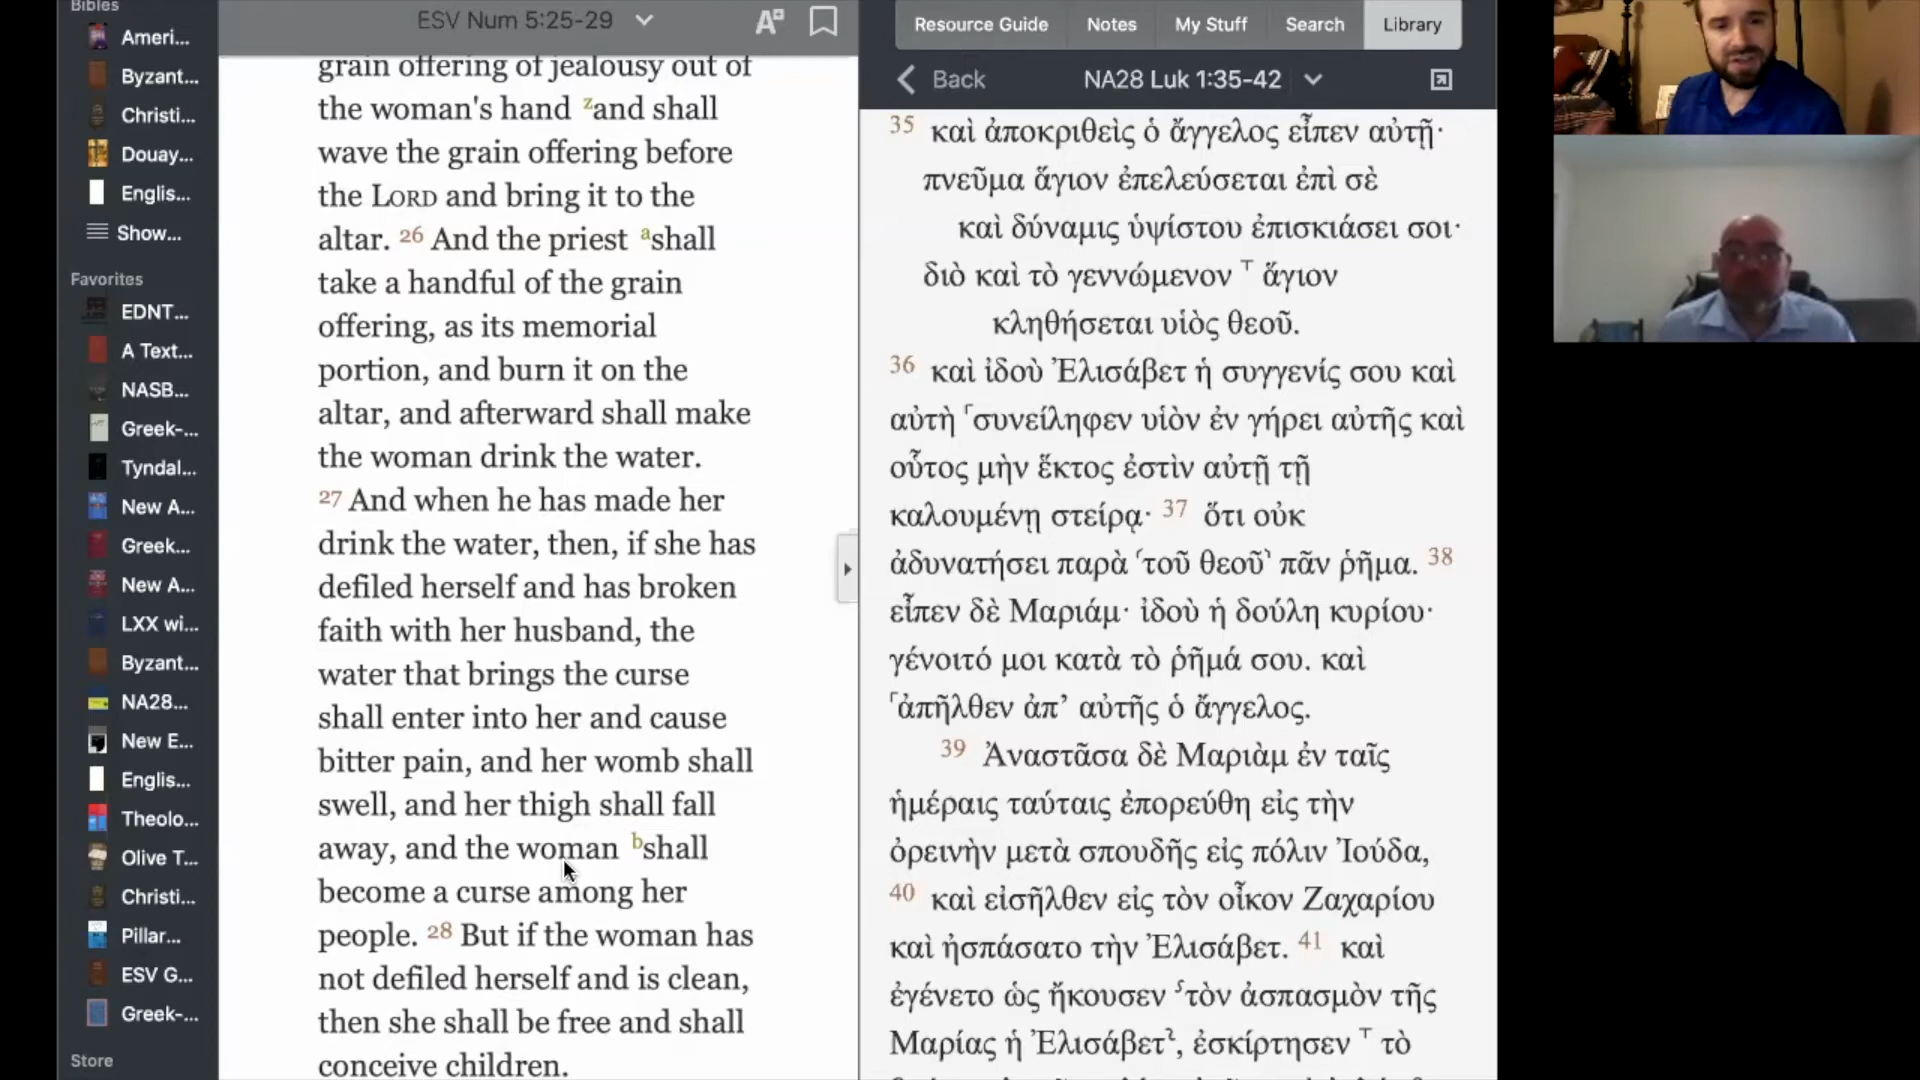 Bibles
Ameri...
Byzant...
Christi...
Douay...
Englis...
Show...
Favorites
EDNT...
A Text...
NASB...
Greek-...
Tyndal...
New A...
Greek...
New A...
LXX wi...
Byzant...
NA28...
New E...
Englis...
Theolo...
Olive T...
Christi...
Pillar...
ESV G...
Greek-...
Store
ESV Num 5:25-29
grain offering of jealousy out of
the woman's hand zand shall
wave the grain offering before
the LORD and bring it to the
altar. 26 And the priest ashall
take a handful of the grain
offering, as its memorial
portion, and burn it on the
altar, and afterward shall make
the woman drink the water.
27 And when he has made her
drink the water, then, if she has
defiled herself and has broken
faith with her husband, the
water that brings the curse
shall enter into her and cause
bitter pain, and her womb shall
swell, and her thigh shall fall
away, and the woman bshall
become a curse among her
people. 28 But if the woman has
not defiled herself and is clean,
then she shall be free and shall
conceive children.
Resource Guide Notes My Stuff Search Library
Back NA28 Luk 1:35-42
35 καὶ ἀποκριθεὶς ὁ ἄγγελος εἶπεν αὐτῇ·
πνεῦμα ἅγιον ἐπελεύσεται ἐπὶ σὲ
καὶ δύναμις ὑψίστου ἐπισκιάσει σοι·
διὸ καὶ τὸ γεννώμενον ⸆ ἅγιον
κληθήσεται υἱὸς θεοῦ.
36 καὶ ἰδοὺ Ἐλισάβετ ἡ συγγενίς σου καὶ
αὐτὴ ⸀συνείληφεν υἱὸν ἐν γήρει αὐτῆς καὶ
οὗτος μὴν ἕκτος ἐστὶν αὐτῇ τῇ
καλουμένῃ στείρᾳ· 37 ὅτι οὐκ
ἀδυνατήσει παρὰ ⸂τοῦ θεοῦ⸃ πᾶν ῥῆμα. 38
εἶπεν δὲ Μαριάμ· ἰδοὺ ἡ δούλη κυρίου·
γένοιτό μοι κατὰ τὸ ῥῆμά σου. καὶ
⸀ἀπῆλθεν ἀπ’ αὐτῆς ὁ ἄγγελος.
39 Ἀναστᾶσα δὲ Μαριὰμ ἐν ταῖς
ἡμέραις ταύταις ἐπορεύθη εἰς τὴν
ὀρεινὴν μετὰ σπουδῆς εἰς πόλιν Ἰούδα,
40 καὶ εἰσῆλθεν εἰς τὸν οἶκον Ζαχαρίου
καὶ ἠσπάσατο τὴν Ἐλισάβετ. 41 καὶ
ἐγένετο ὡς ἤκουσεν ⸉τὸν ἀσπασμὸν τῆς
Μαρίας ἡ Ἐλισάβετ⸊, ἐσκίρτησεν ⸆ τὸ